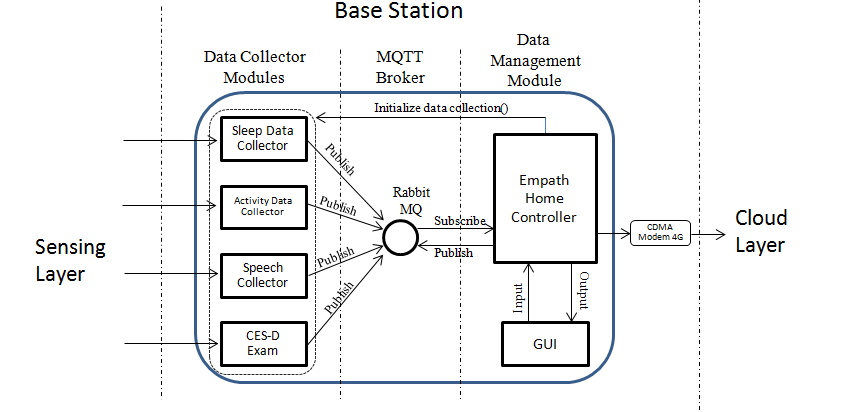 Base Station
Data Collector
Modules
MQTT
Broker
Data
Management
Module
Initialize data collection()
Sleep Data
Collector
Activity Data
Collector
Speech
Collector
CES-D
Exam
Publish
Publish
Publish
Publish
Rabbit
MQ
Subscribe
Publish
Empath
Home
Controller
Input
Output
GUI
CDMA
Modem 4G
Sensing
Layer
Cloud
Layer